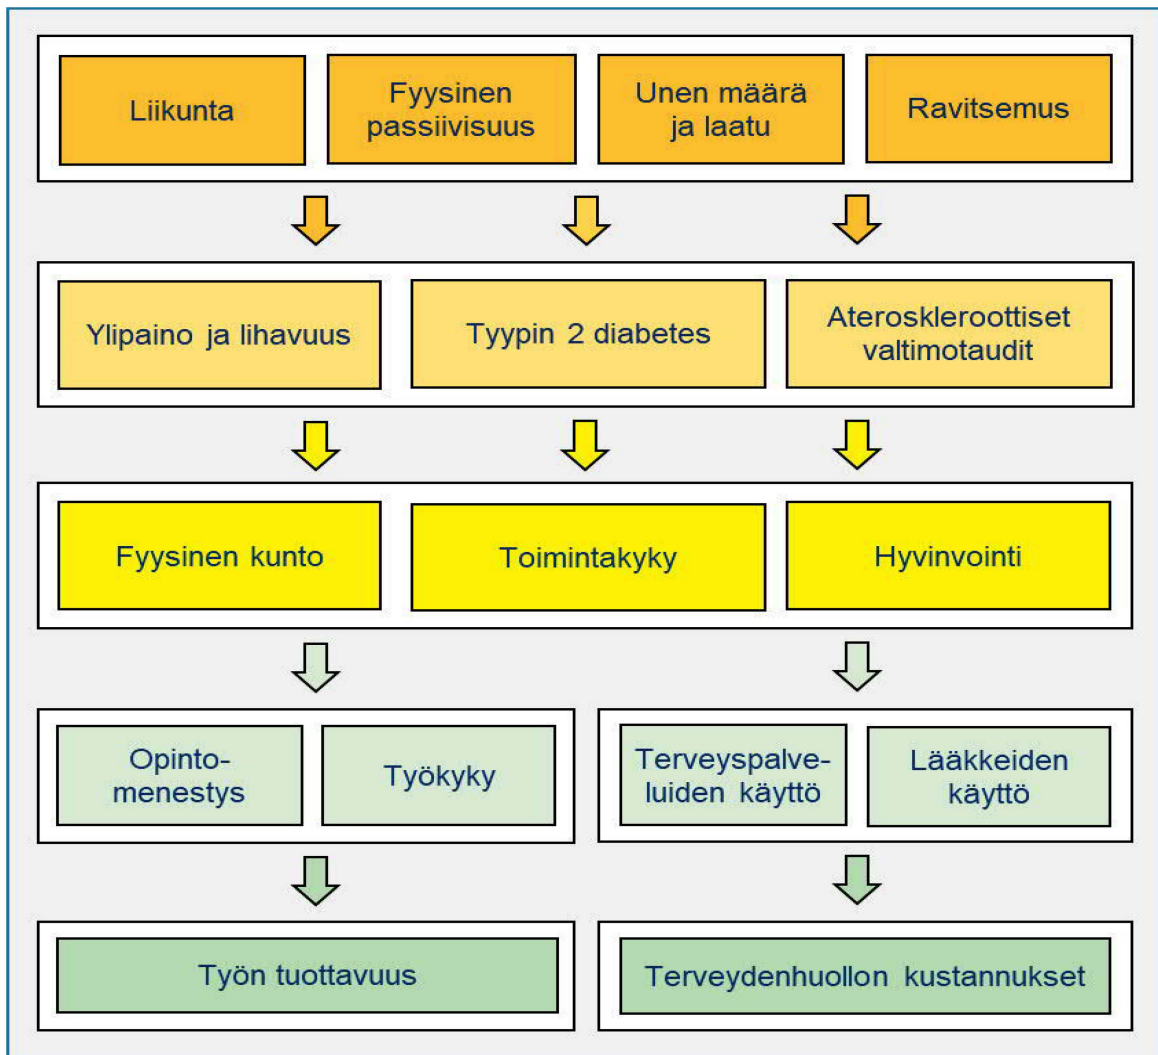 Liikunta
Fyysinen
passiivisuus
Unen määrä
ja laatu
Ravitsemus
Ylipaino ja lihavuus
Tyypin 2 diabetes
Ateroskleroottiset
valtimotaudit
Fyysinen kunto
Toimintakyky
Hyvinvointi
Opinto-
menestys
Työkyky
Terveyspalve-
luiden käyttö
Lääkkeiden
käyttö
Työn tuottavuus
Terveydenhuollon kustannukset